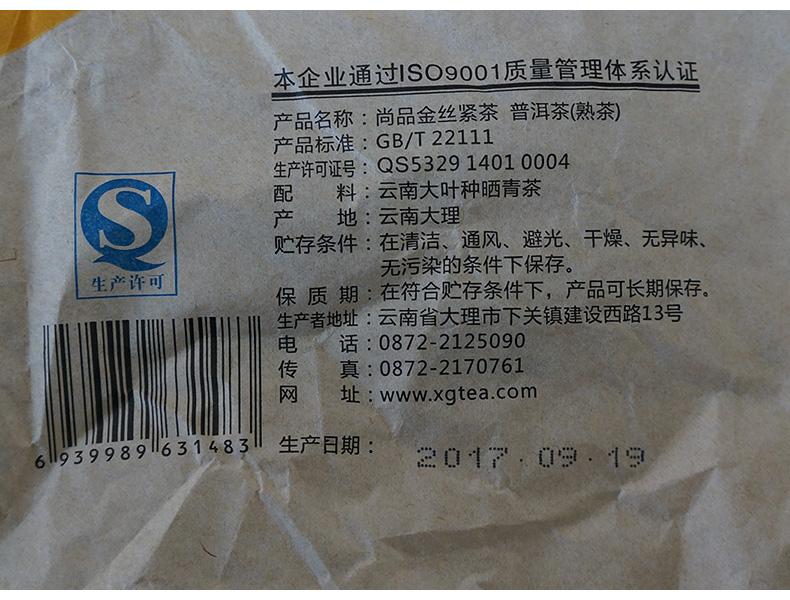 本企业通过ISO9001质量管理体系认证
产品名称：尚品金丝紧茶 普洱茶(熟茶)
产品标准：GB/T 22111
生产许可证号：QS5329 1401 0004
配 料：云南大叶种晒青茶
产 地：云南大理
贮存条件：在清洁、通风、避光、干燥、无异味、
无污染的条件下保存。
保 质 期：在符合贮存条件下，产品可长期保存。
生产者地址：云南省大理市下关镇建设西路13号
电 话：0872-2125090
传 真：0872-2170761
网 址：www.xgtea.com
生产日期：2017.09.19
S
生产许可
6 939989 631483